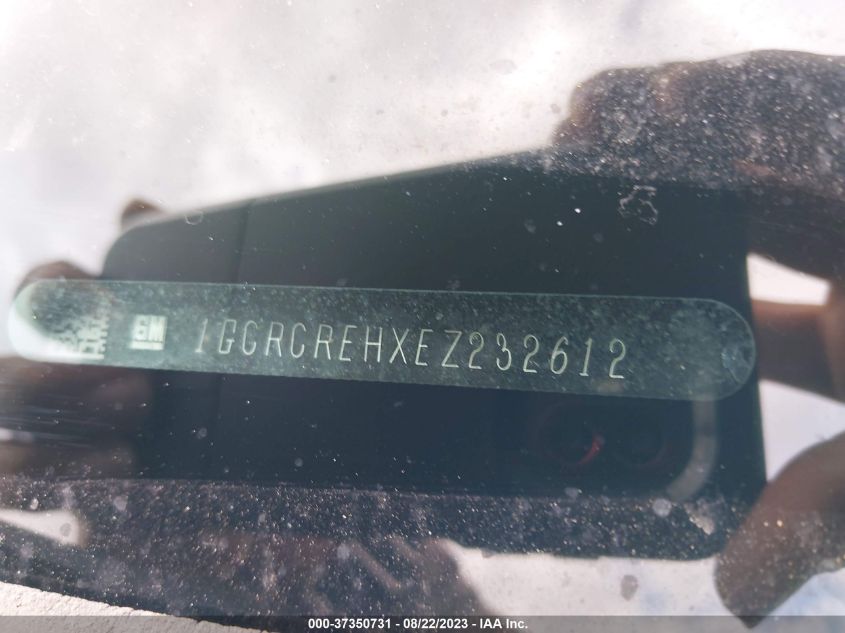 GM 1GCRCREHXEZ232612
000-37350731 - 08/22/2023 - IAA Inc.